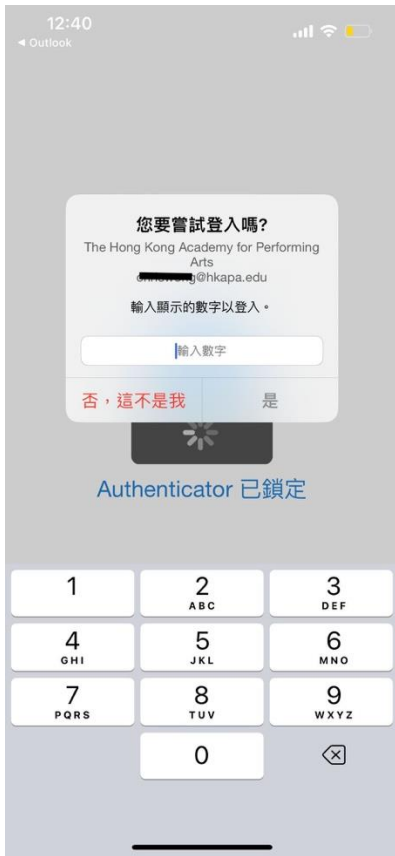 12:40
◀ Outlook
您要嘗試登入嗎?
The Hong Kong Academy for Performing
Arts
@hkapa.edu
輸入顯示的數字以登入。
輸入數字
否，這不是我
是
Authenticator 已鎖定
1
2
ABC
3
DEF
4
GHI
5
JKL
6
MNO
7
PQRS
8
TUV
9
WXYZ
0